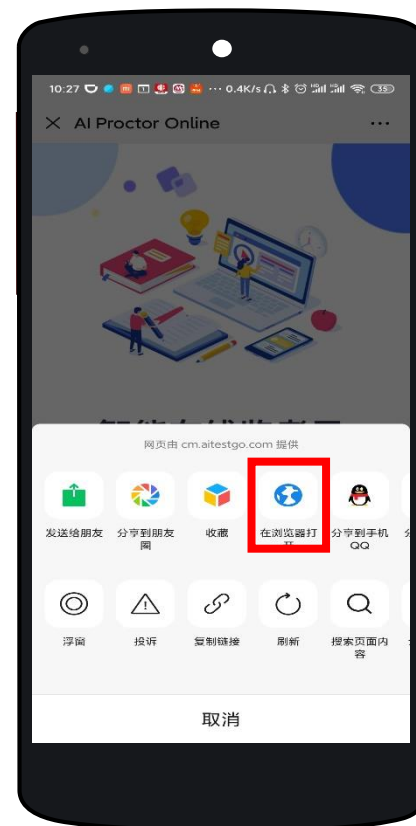 10:27 ··· 0.4K/s 35
AI Proctor Online
网页由 cm.aitestgo.com 提供
发送给朋友 分享到朋友圈 收藏 在浏览器打开 分享到手机QQ
浮窗 投诉 复制链接 刷新 搜索页面内容
取消